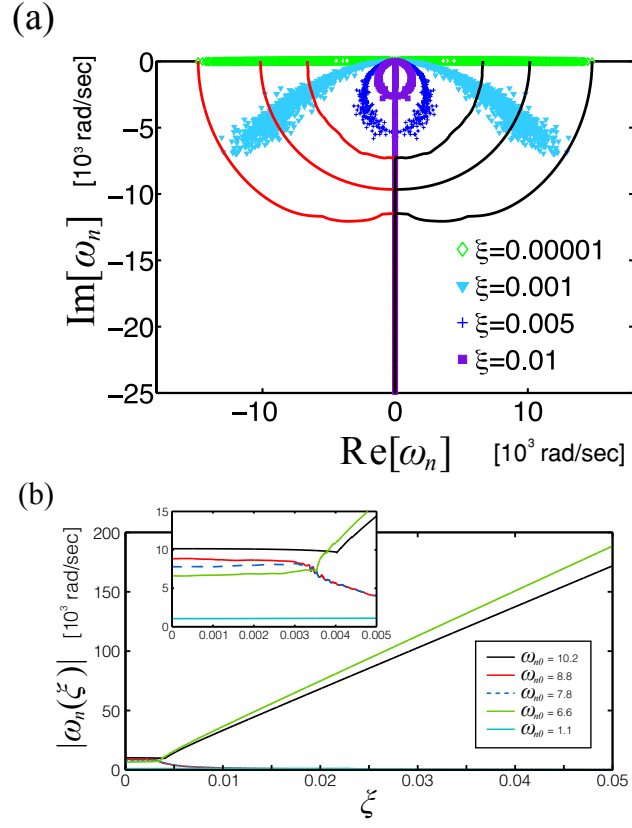 (a)
0
−5
−10
−15
−20
−25
Im[ωn] [10³ rad/sec]
ξ=0.00001
ξ=0.001
ξ=0.005
ξ=0.01
−10 0 10
Re[ωn] [10³ rad/sec]
(b)
200
150
100
50
0
|ωn(ξ)| [10³ rad/sec]
15
10
5
0
0 0.001 0.002 0.003 0.004 0.005
ωn0 = 10.2
ωn0 = 8.8
ωn0 = 7.8
ωn0 = 6.6
ωn0 = 1.1
0 0.01 0.02 0.03 0.04 0.05
ξ